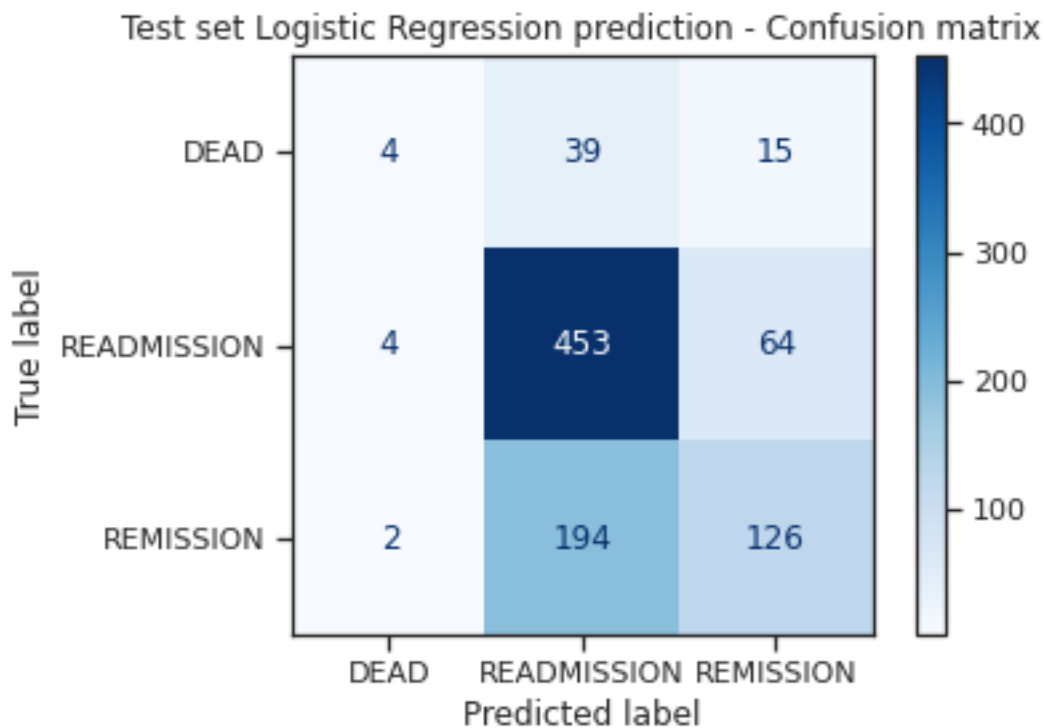 Test set Logistic Regression prediction - Confusion matrix
DEAD 4 39 15
READMISSION 4 453 64
REMISSION 2 194 126
DEAD READMISSION REMISSION
Predicted label
True label
400
300
200
100